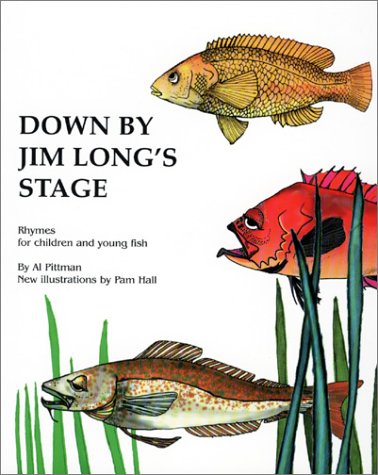 DOWN BY
JIM LONG'S
STAGE
Rhymes
for children and young fish
By Al Pittman
New illustrations by Pam Hall